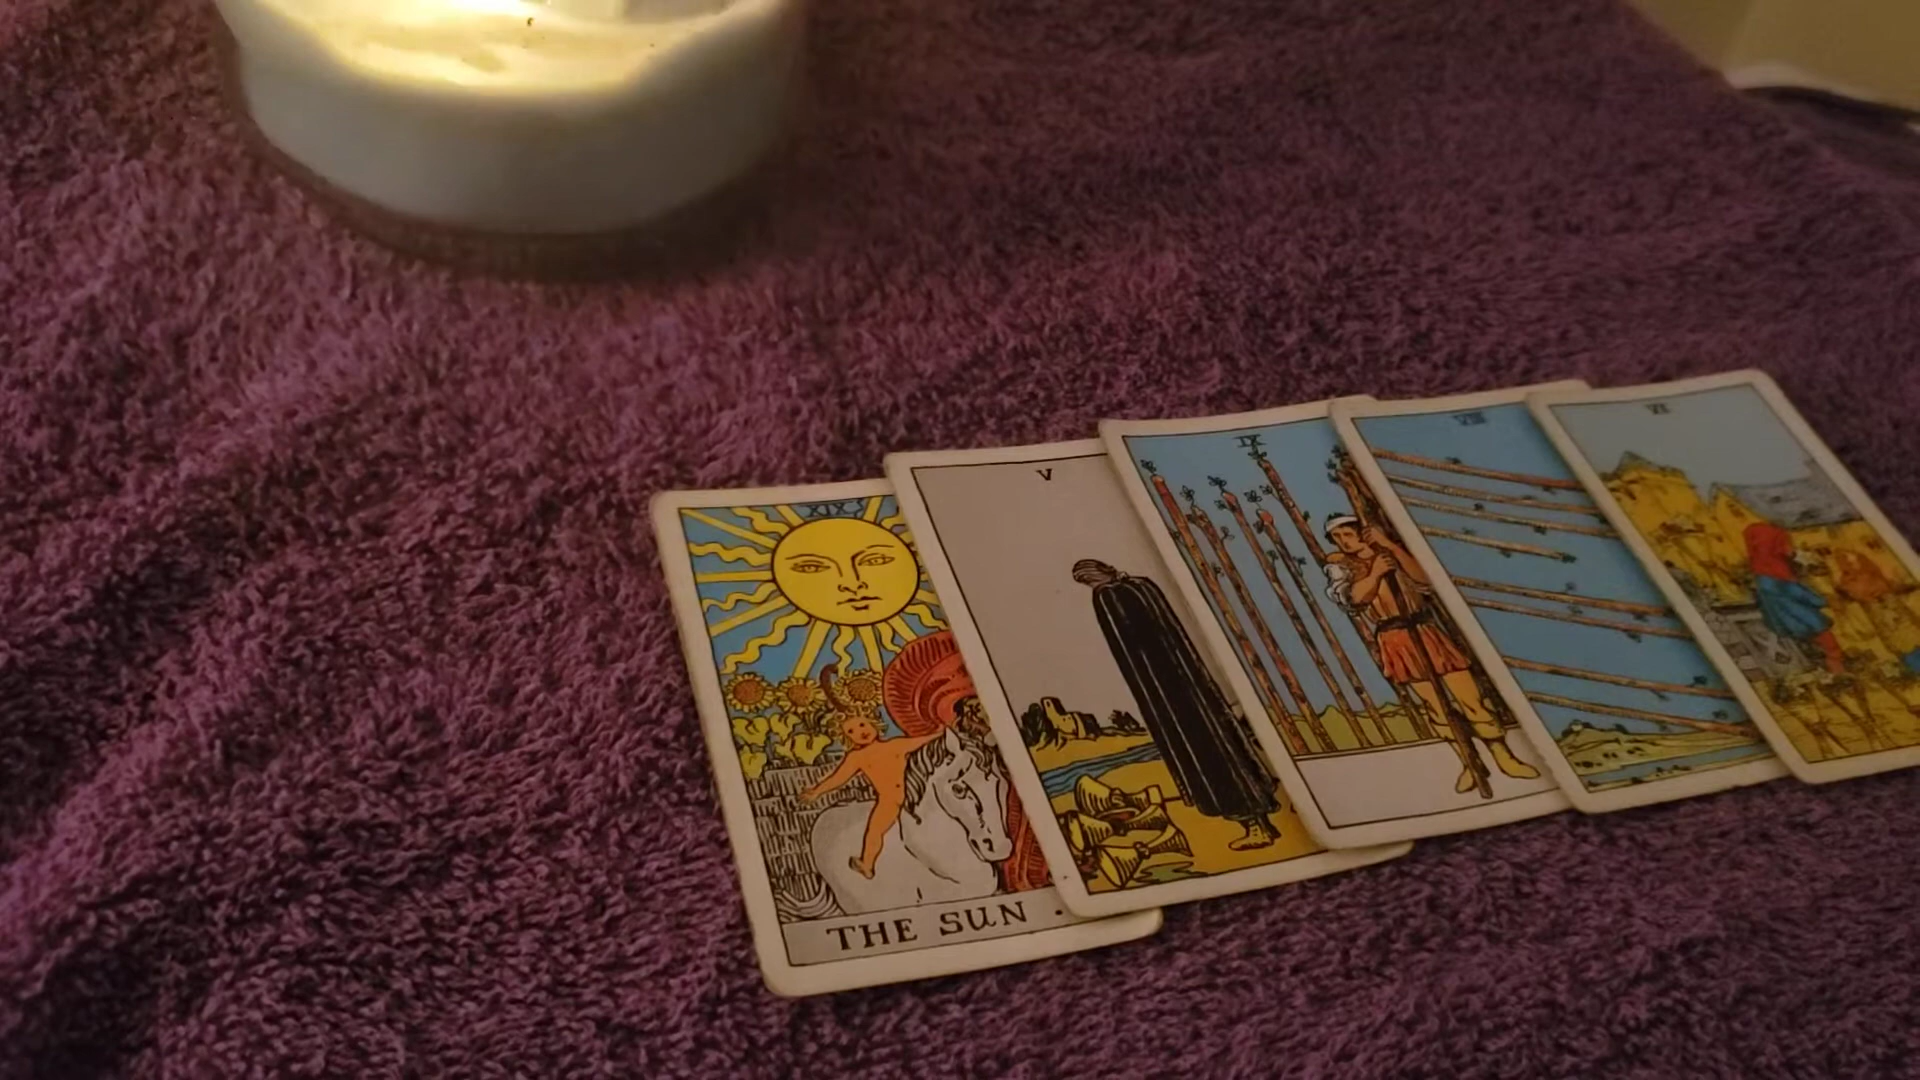 XIX
THE SUN .
V
IX
VIII
VI